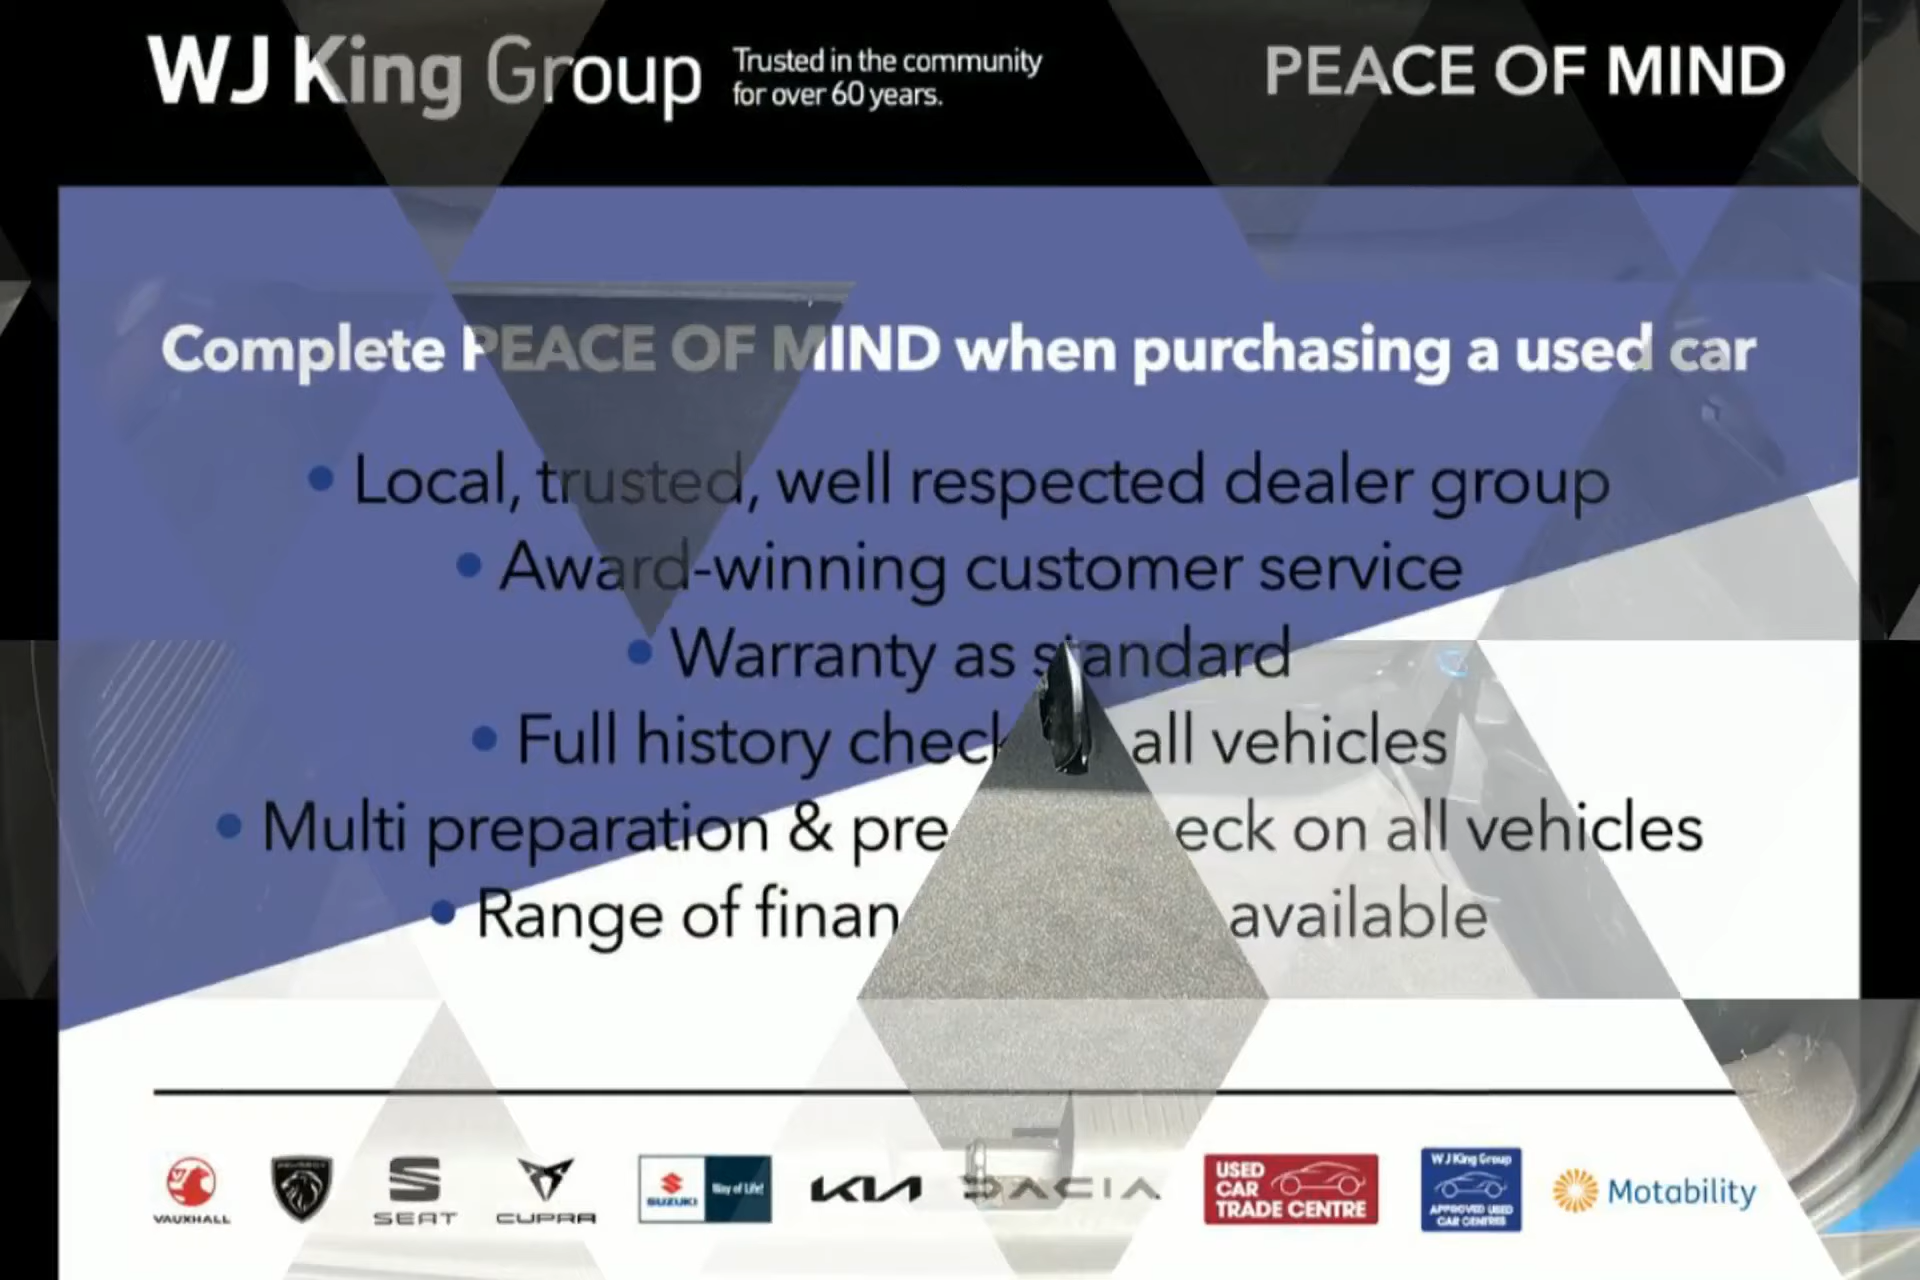 WJ King Group
Trusted in the community
for over 60 years.
PEACE OF MIND
Complete PEACE OF MIND when purchasing a used car
• Local, trusted, well respected dealer group
• Award-winning customer service
• Warranty as standard
• Full history check all vehicles
• Multi preparation & pre eck on all vehicles
• Range of finan available
VAUXHALL
PEUGEOT
SEAT
CUPRA
SUZUKI
Way of Life!
KIA
DACIA
USED
CAR
TRADE CENTRE
WJ King Group
APPROVED USED
CAR CENTRES
Motability